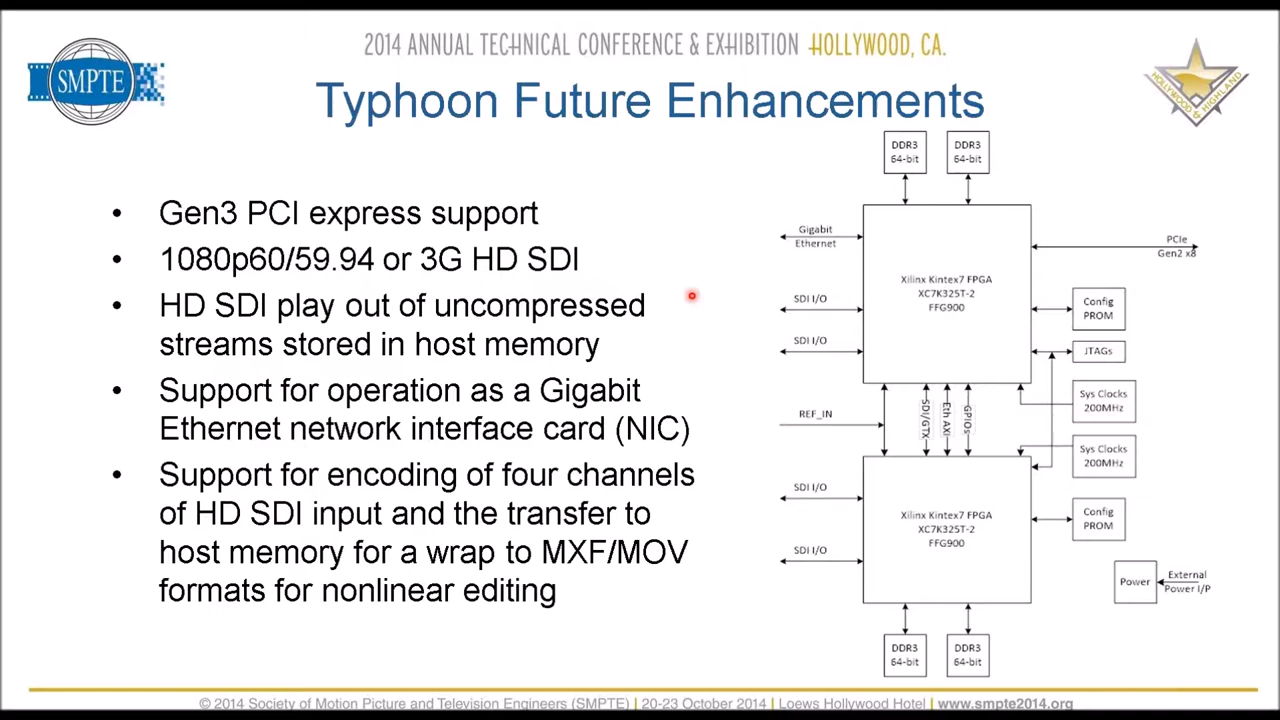 2014 ANNUAL TECHNICAL CONFERENCE & EXHIBITION HOLLYWOOD, CA.
SMPTE
HOLLYWOOD & HIGHLAND
Typhoon Future Enhancements
• Gen3 PCI express support
• 1080p60/59.94 or 3G HD SDI
• HD SDI play out of uncompressed
streams stored in host memory
• Support for operation as a Gigabit
Ethernet network interface card (NIC)
• Support for encoding of four channels
of HD SDI input and the transfer to
host memory for a wrap to MXF/MOV
formats for nonlinear editing
DDR3
64-bit
DDR3
64-bit
Gigabit
Ethernet
PCIe
Gen2 x8
Xilinx Kintex7 FPGA
XC7K325T-2
FFG900
SDI I/O
SDI I/O
Config
PROM
JTAGs
REF_IN
SDI/GTX
Eth AXI
GPIOs
Sys Clocks
200MHz
Sys Clocks
200MHz
SDI I/O
SDI I/O
Xilinx Kintex7 FPGA
XC7K325T-2
FFG900
Config
PROM
Power
External
Power I/P
DDR3
64-bit
DDR3
64-bit
© 2014 Society of Motion Picture and Television Engineers (SMPTE) | 20-23 October 2014 | Loews Hollywood Hotel | www.smpte2014.org